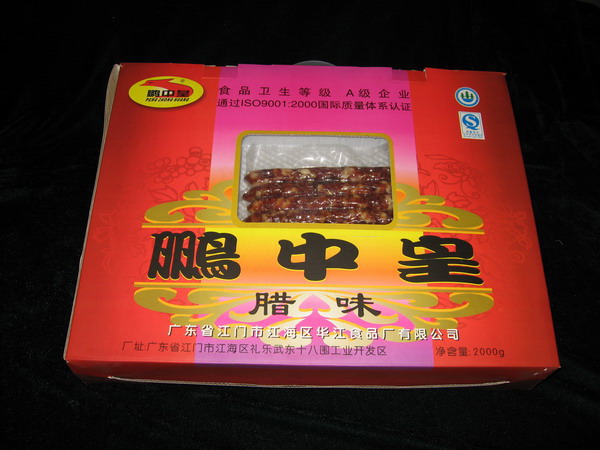 鹏中皇
PENG ZHONG HUANG
食品卫生等级 A级企业
通过ISO9001:2000国际质量体系认证
鹏中皇
腊味
广东省江门市江海区华江食品厂有限公司
厂址:广东省江门市江海区礼乐武东十八围工业开发区
净含量:2000g